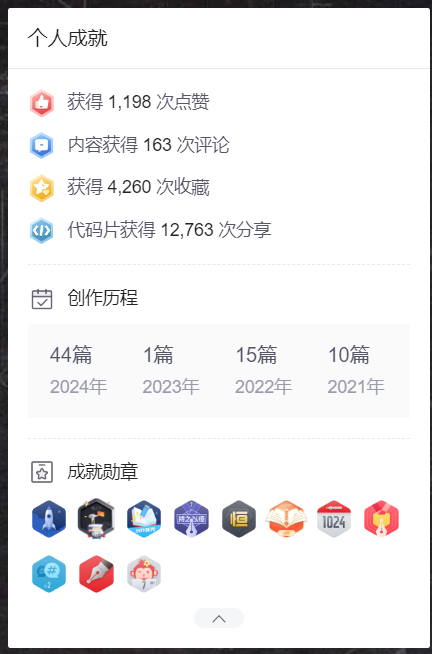 个人成就
获得 1,198 次点赞
内容获得 163 次评论
获得 4,260 次收藏
代码片获得 12,763 次分享
创作历程
44篇 1篇 15篇 10篇
2024年 2023年 2022年 2021年
成就勋章
恒
1024